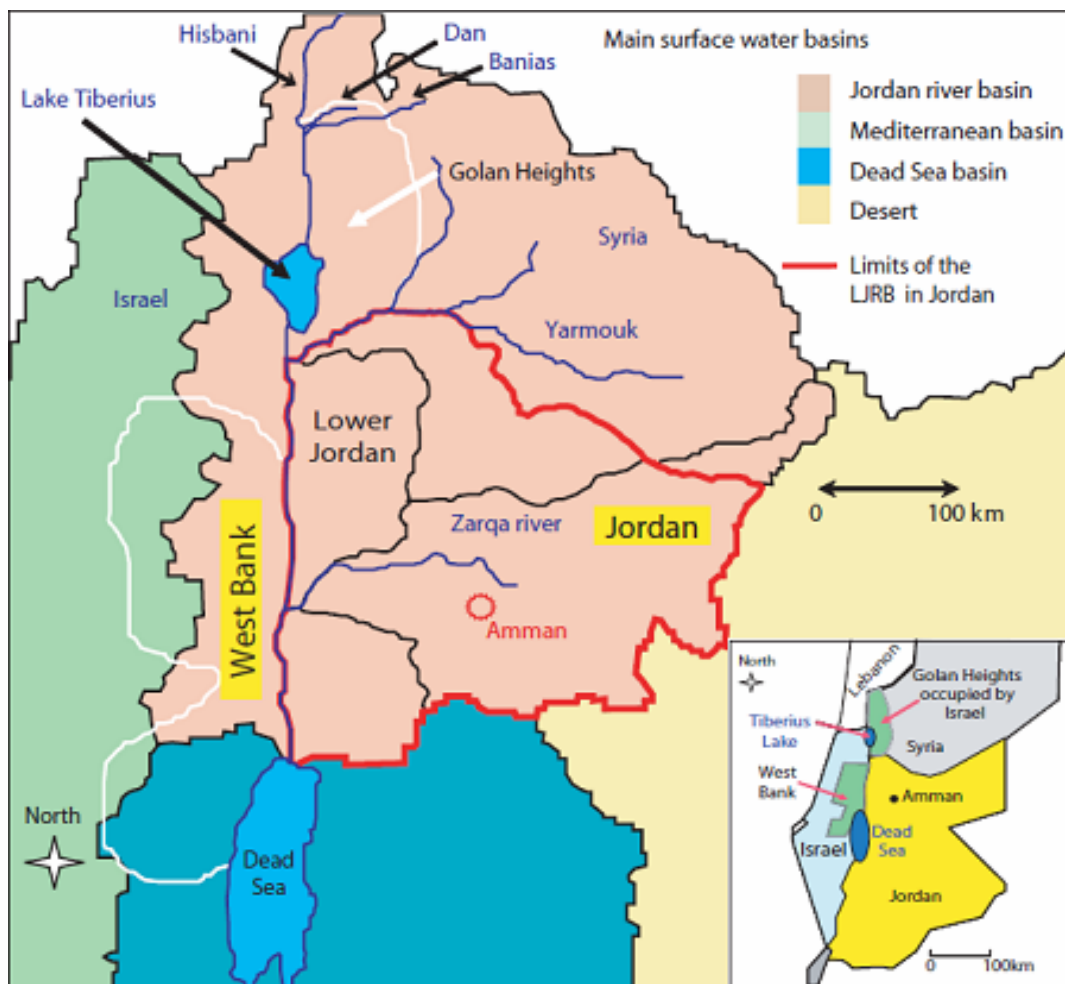 Hisbani
Dan
Banias
Lake Tiberius
Main surface water basins
Jordan river basin
Mediterranean basin
Dead Sea basin
Desert
Limits of the
LJRB in Jordan
Golan Heights
Syria
Israel
Yarmouk
Lower
Jordan
0 100 km
West Bank
Zarqa river
Jordan
Amman
North
Dead
Sea
North
Lebanon
Golan Heights
occupied by
Israel
Tiberius
Lake
Syria
West
Bank
Amman
Dead
Sea
Israel
Jordan
0 100km